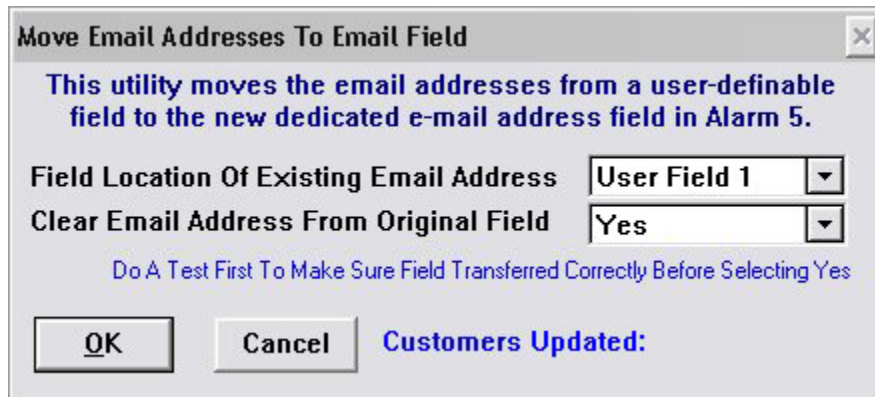 Move Email Addresses To Email Field
This utility moves the email addresses from a user-definable
field to the new dedicated e-mail address field in Alarm 5.
Field Location Of Existing Email Address User Field 1
Clear Email Address From Original Field Yes
Do A Test First To Make Sure Field Transferred Correctly Before Selecting Yes
OK Cancel Customers Updated: